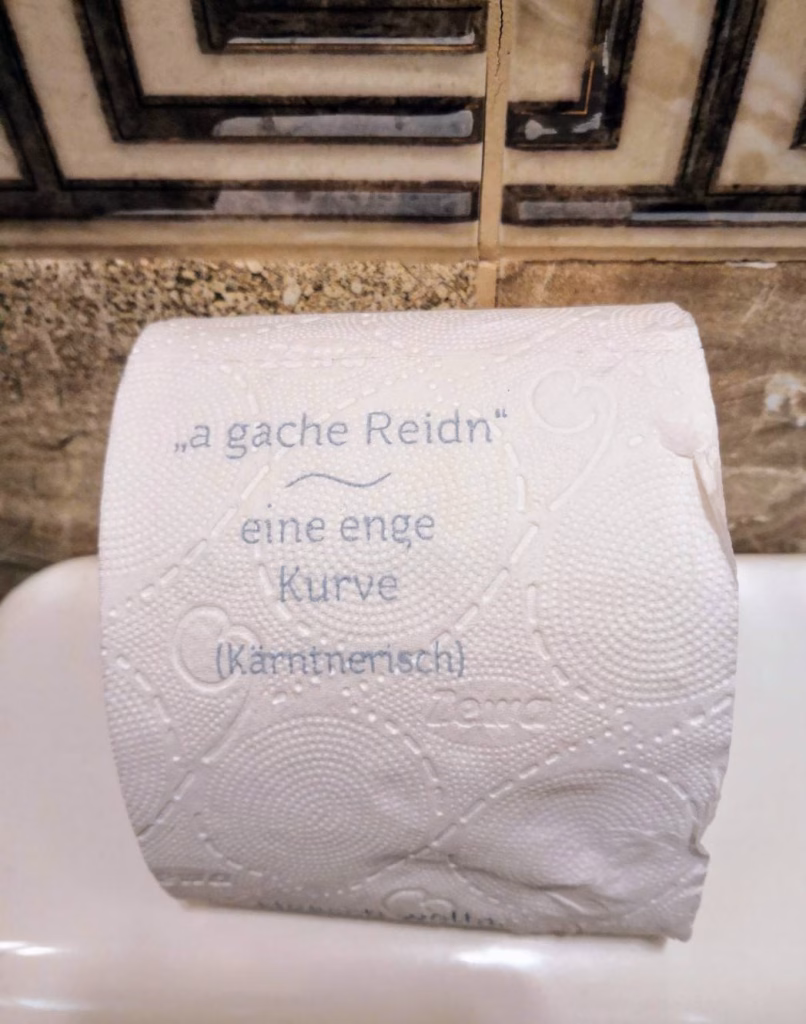 „a gache Reidn“
eine enge
Kurve
(Kärntnerisch)
Zewa